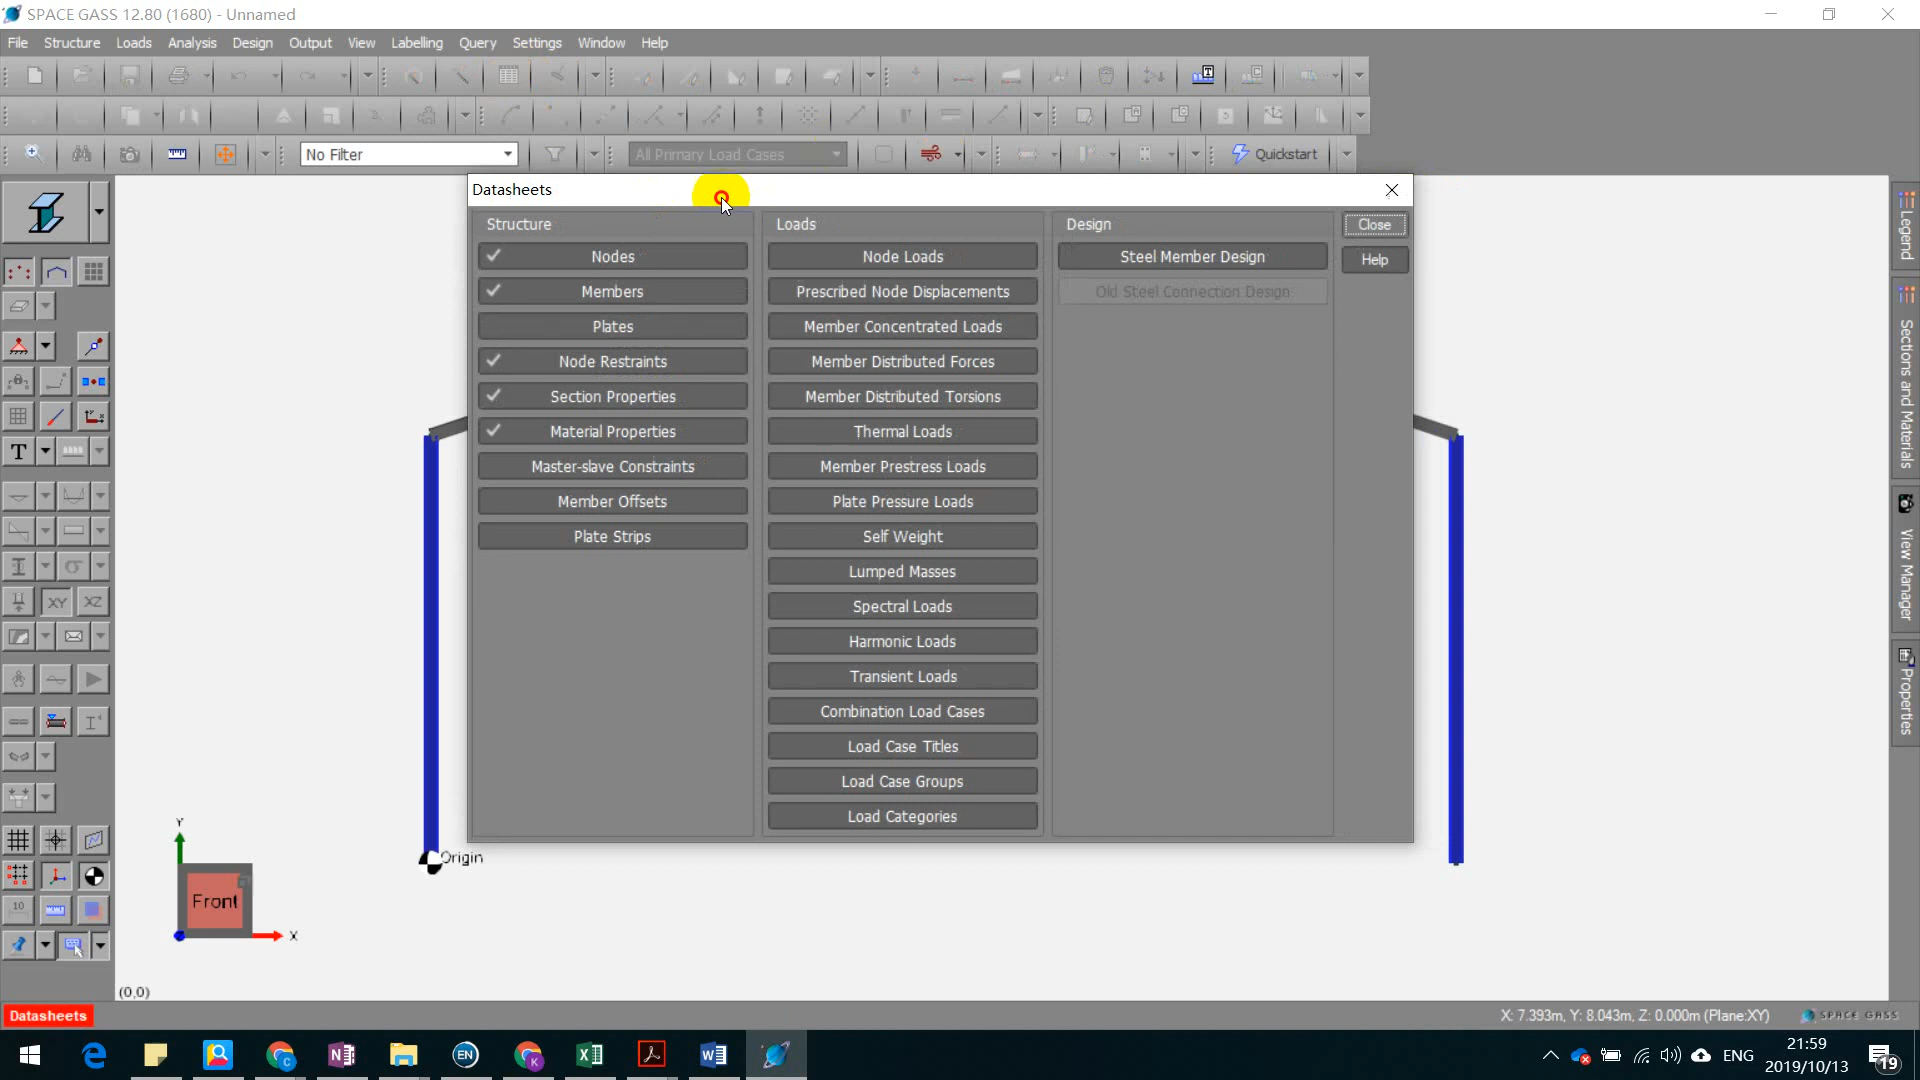 SPACE GASS 12.80 (1680) - Unnamed
File Structure Loads Analysis Design Output View Labelling Query Settings Window Help
No Filter
All Primary Load Cases
Quickstart
Datasheets
Structure
Loads
Design
Close
Nodes
Node Loads
Steel Member Design
Help
Members
Prescribed Node Displacements
Old Steel Connection Design
Plates
Member Concentrated Loads
Node Restraints
Member Distributed Forces
Section Properties
Member Distributed Torsions
Material Properties
Thermal Loads
Master-slave Constraints
Member Prestress Loads
Member Offsets
Plate Pressure Loads
Plate Strips
Self Weight
Lumped Masses
Spectral Loads
Harmonic Loads
Transient Loads
Combination Load Cases
Load Case Titles
Load Case Groups
Load Categories
Legend
Sections and Materials
View Manager
Properties
T
XY
XZ
10
Y
Front
X
Origin
(0,0)
Datasheets
X: 7.393m, Y: 8.043m, Z: 0.000m (Plane:XY)
SPACE GASS
EN
ENG
21:59
2019/10/13
19